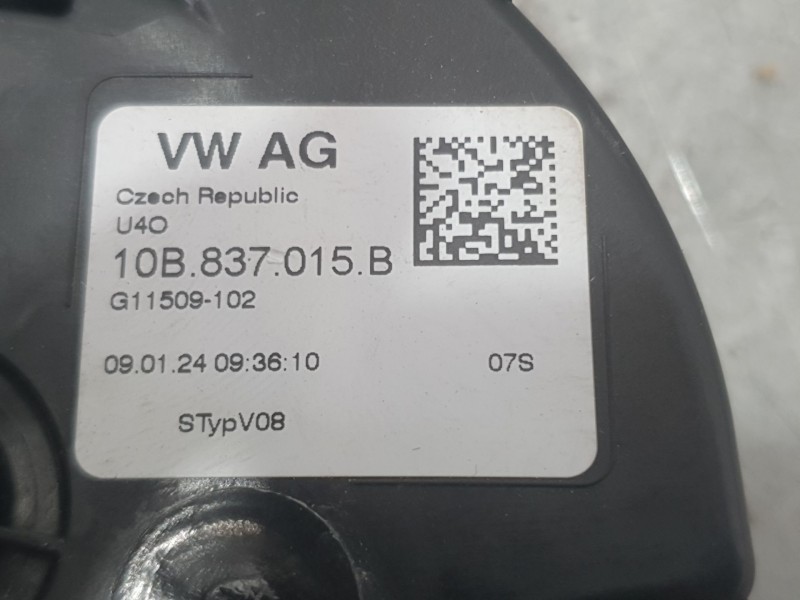 VW AG
Czech Republic
U4O
10B.837.015.B
G11509-102
09.01.24 09:36:10 07S
STypV08